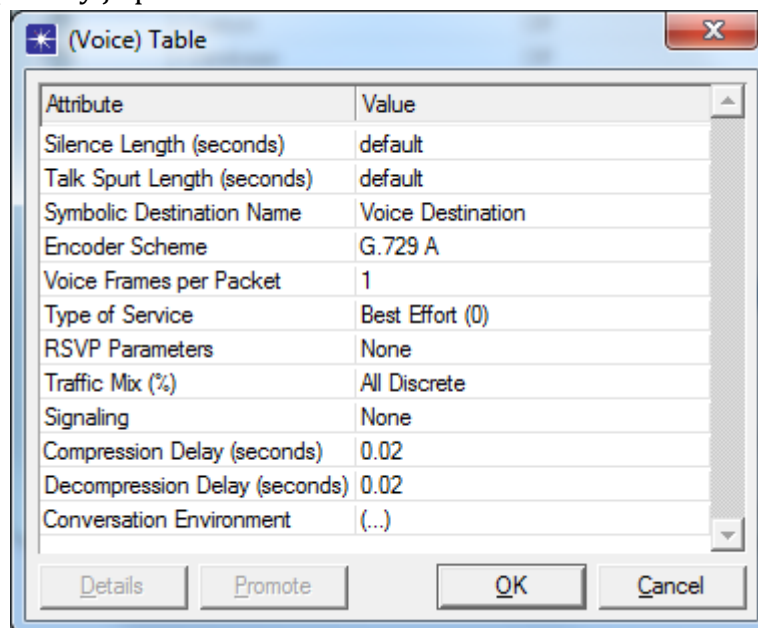 (Voice) Table
Attribute Value
Silence Length (seconds) default
Talk Spurt Length (seconds) default
Symbolic Destination Name Voice Destination
Encoder Scheme G.729 A
Voice Frames per Packet 1
Type of Service Best Effort (0)
RSVP Parameters None
Traffic Mix (%) All Discrete
Signaling None
Compression Delay (seconds) 0.02
Decompression Delay (seconds) 0.02
Conversation Environment (...)
Details Promote OK Cancel